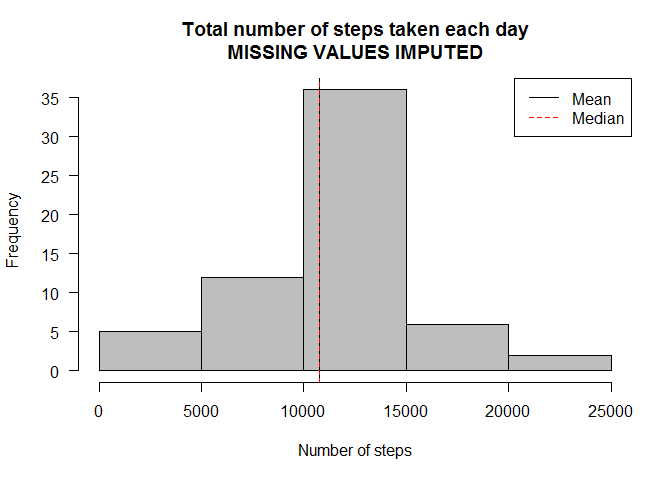 Total number of steps taken each day
MISSING VALUES IMPUTED
Mean
Median
Frequency
35
30
25
20
15
10
5
0
0 5000 10000 15000 20000 25000
Number of steps